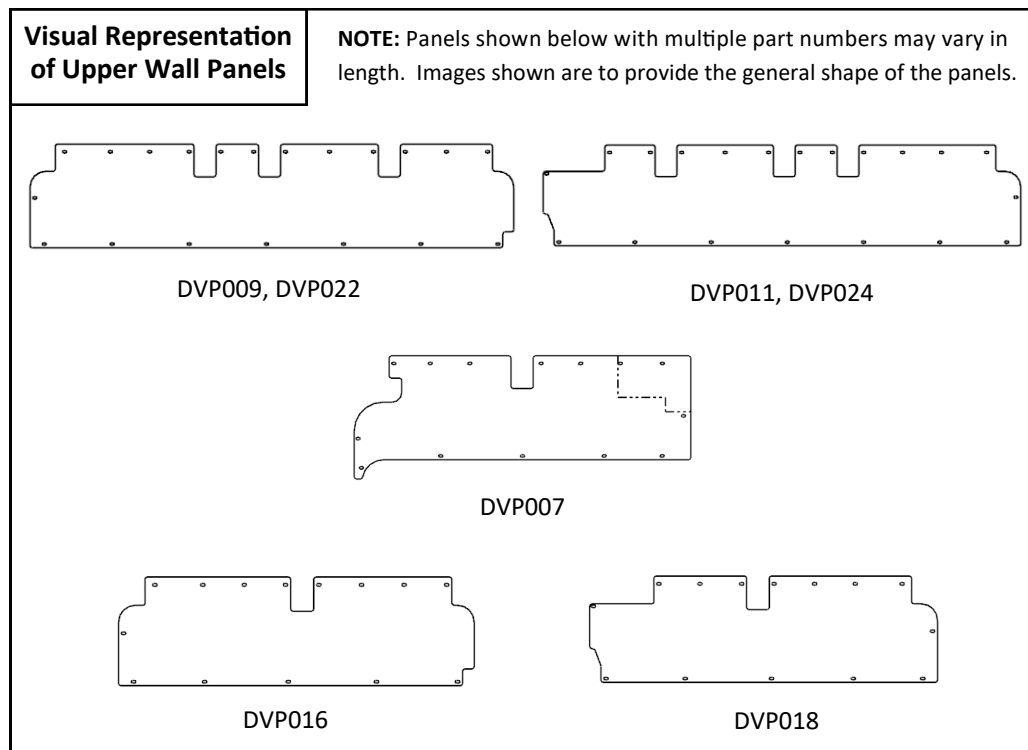 Visual Representation
of Upper Wall Panels
NOTE: Panels shown below with multiple part numbers may vary in
length. Images shown are to provide the general shape of the panels.
DVP009, DVP022
DVP011, DVP024
DVP007
DVP016
DVP018